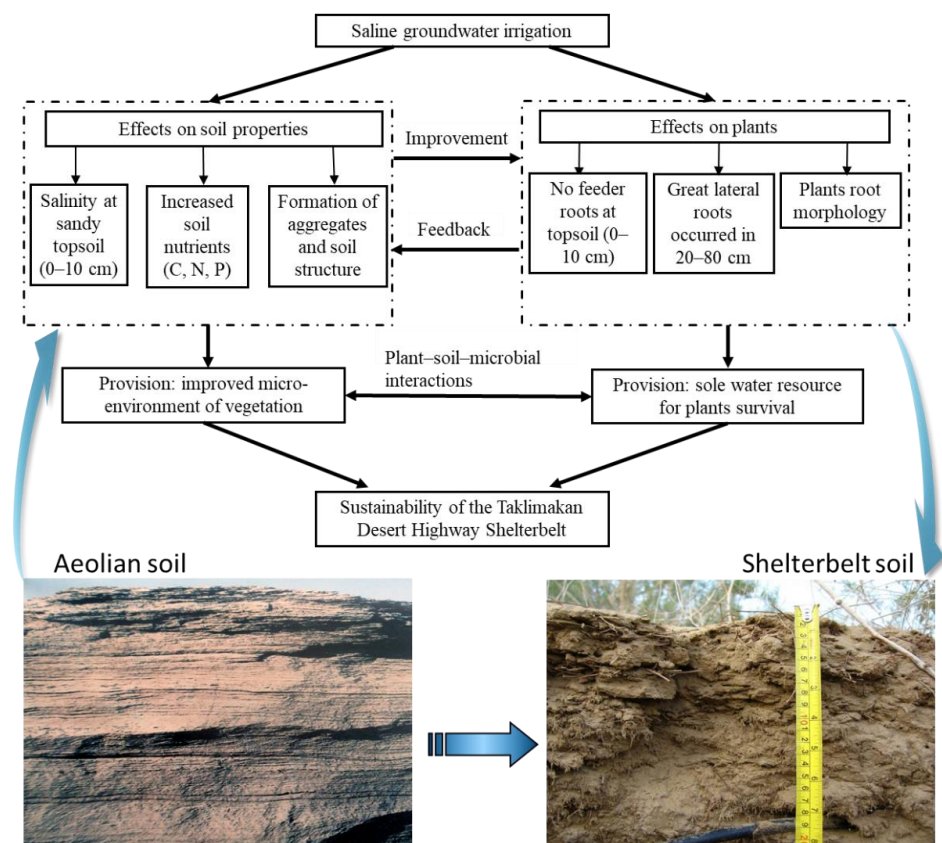 Saline groundwater irrigation
Effects on soil properties
Improvement
Effects on plants
Salinity at
sandy
topsoil
(0–10 cm)
Increased
soil
nutrients
(C, N, P)
Formation of
aggregates
and soil
structure
Feedback
No feeder
roots at
topsoil (0–
10 cm)
Great lateral
roots
occurred in
20–80 cm
Plants root
morphology
Plant–soil–microbial
interactions
Provision: improved micro-
environment of vegetation
Provision: sole water resource
for plants survival
Sustainability of the Taklimakan
Desert Highway Shelterbelt
Aeolian soil
Shelterbelt soil